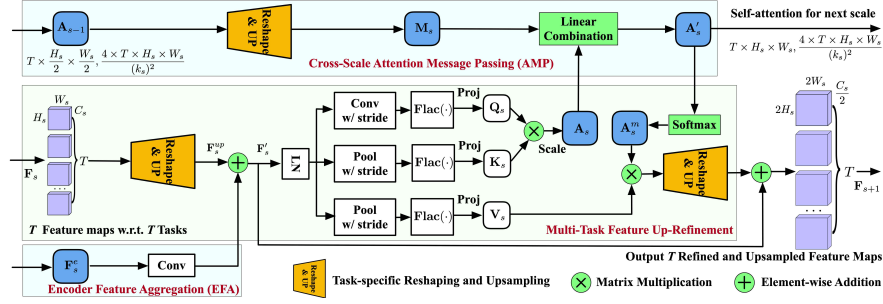 A_{s-1}
Reshape & UP
M_s
Linear Combination
A'_s
Self-attention for next scale
T × H_s/2 × W_s/2, (4 × T × H_s × W_s)/(k_s)^2
Cross-Scale Attention Message Passing (AMP)
T × H_s × W_s, (4 × T × H_s × W_s)/(k_s)^2
W_s
H_s
C_s
T
F_s
...
Reshape & UP
F_s^{up}
F'_s
LN
Conv w/ stride
Flac(·)
Proj
Q_s
Pool w/ stride
Flac(·)
Proj
K_s
Pool w/ stride
Flac(·)
Proj
V_s
Scale
A_s
A_s^m
Softmax
Reshape & UP
2W_s
C_s/2
2H_s
...
T
F_{s+1}
T Feature maps w.r.t. T Tasks
Multi-Task Feature Up-Refinement
Output T Refined and Upsampled Feature Maps
F_s^e
Conv
Encoder Feature Aggregation (EFA)
Reshape & UP
Task-specific Reshaping and Upsampling
Matrix Multiplication
Element-wise Addition